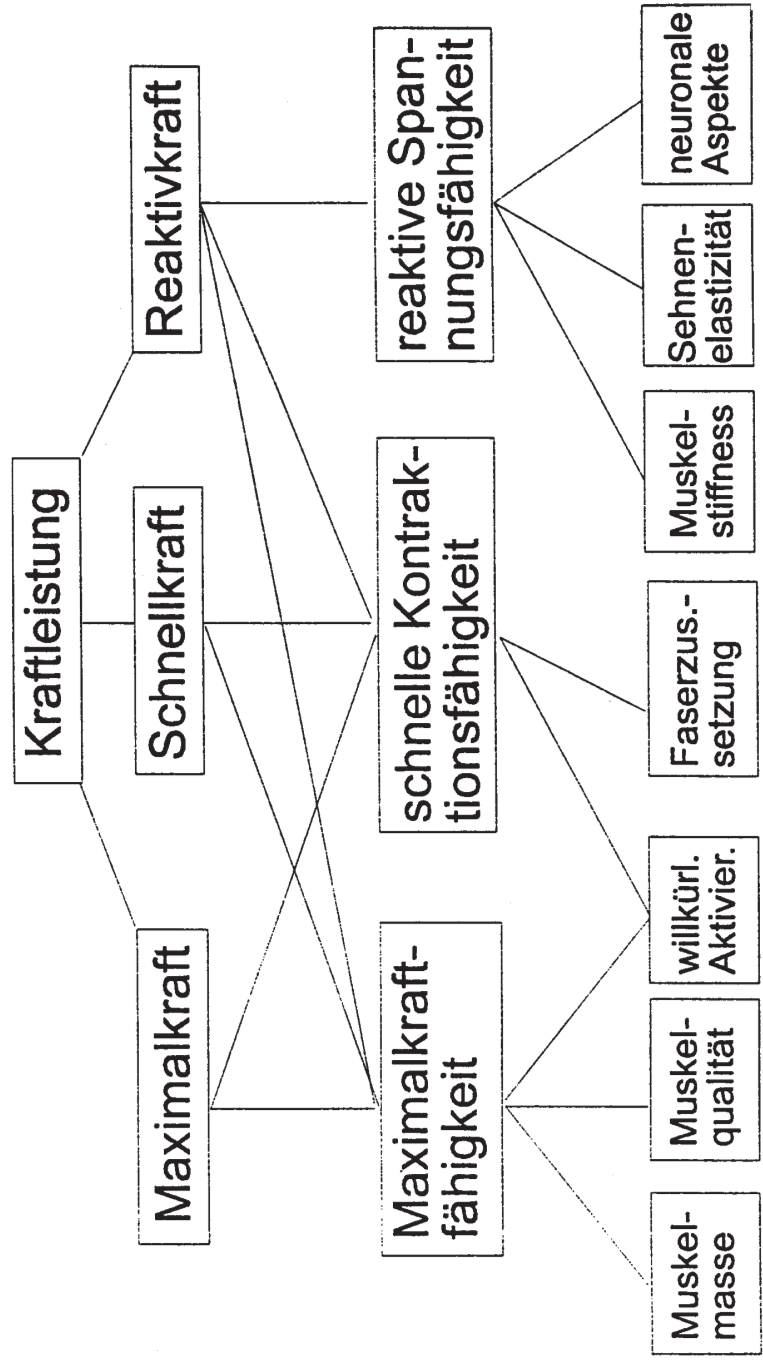 Kraftleistung
Maximalkraft
Schnellkraft
Reaktivkraft
Maximalkraft-
fähigkeit
schnelle Kontrak-
tionsfähigkeit
reaktive Span-
nungsfähigkeit
Muskel-
masse
Muskel-
qualität
willkürl.
Aktivier.
Faserzus.-
setzung
Muskel-
stiffness
Sehnen-
elastizität
neuronale
Aspekte